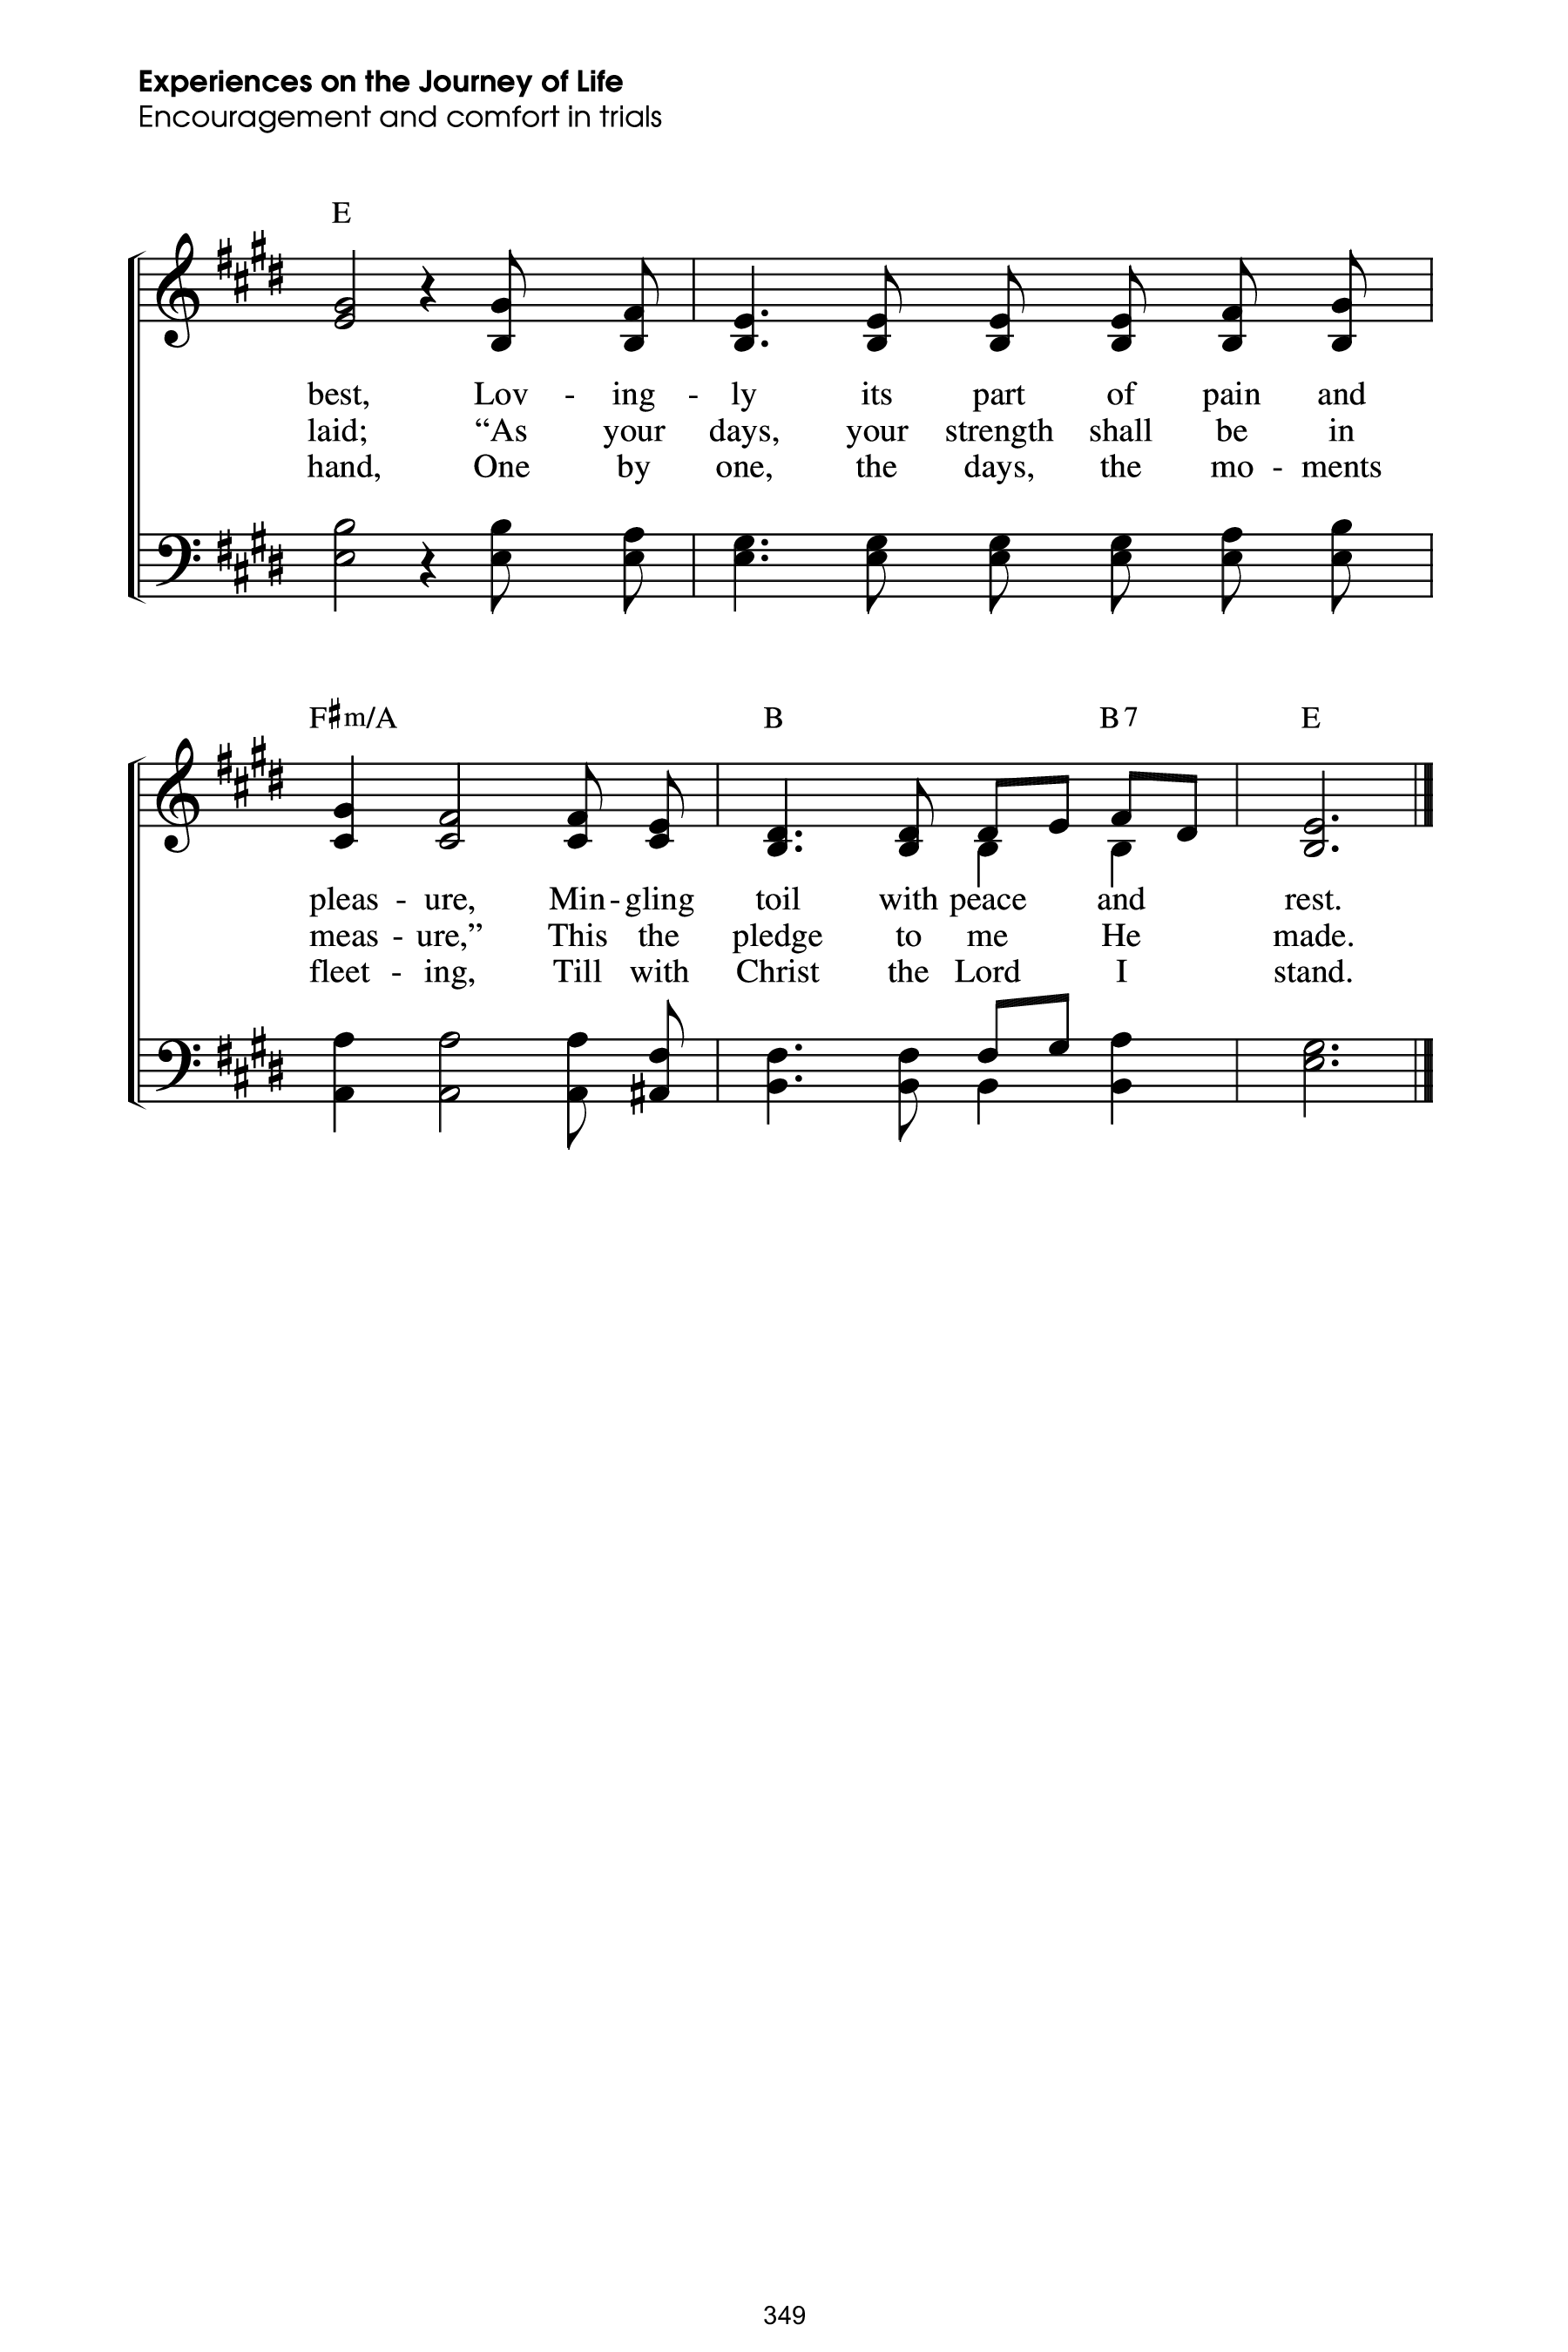 Experiences on the Journey of Life
Encouragement and comfort in trials
E
best, Lov - ing - ly its part of pain and
laid; “As your days, your strength shall be in
hand, One by one, the days, the mo - ments
F♯m/A B B7 E
pleas - ure, Min - gling toil with peace and rest.
meas - ure,” This the pledge to me He made.
fleet - ing, Till with Christ the Lord I stand.
349